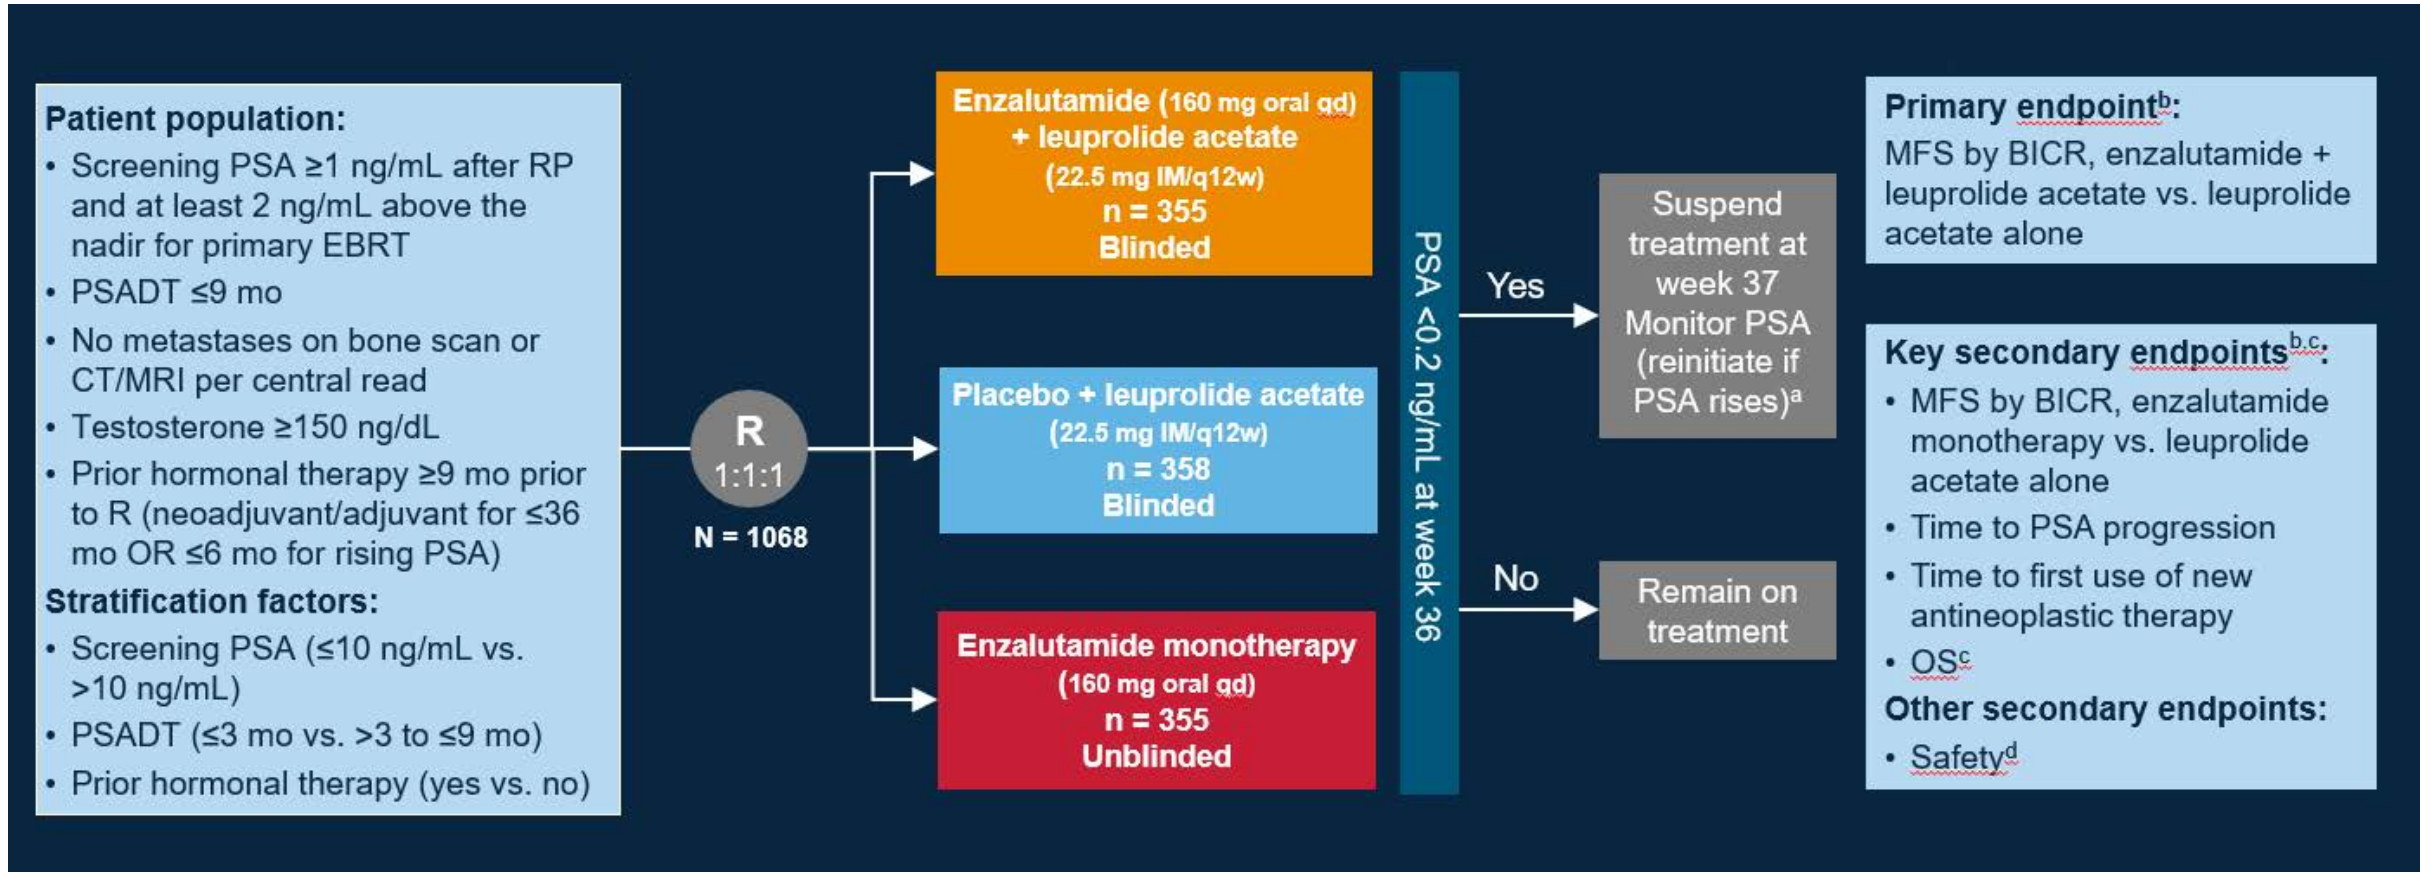 Patient population:
• Screening PSA ≥1 ng/mL after RP
and at least 2 ng/mL above the
nadir for primary EBRT
• PSADT ≤9 mo
• No metastases on bone scan or
CT/MRI per central read
• Testosterone ≥150 ng/dL
• Prior hormonal therapy ≥9 mo prior
to R (neoadjuvant/adjuvant for ≤36
mo OR ≤6 mo for rising PSA)
Stratification factors:
• Screening PSA (≤10 ng/mL vs.
>10 ng/mL)
• PSADT (≤3 mo vs. >3 to ≤9 mo)
• Prior hormonal therapy (yes vs. no)
R
1:1:1
N = 1068
Enzalutamide (160 mg oral qd)
+ leuprolide acetate
(22.5 mg IM/q12w)
n = 355
Blinded
Placebo + leuprolide acetate
(22.5 mg IM/q12w)
n = 358
Blinded
Enzalutamide monotherapy
(160 mg oral qd)
n = 355
Unblinded
PSA <0.2 ng/mL at week 36
Yes
Suspend
treatment at
week 37
Monitor PSA
(reinitiate if
PSA rises)ᵃ
No
Remain on
treatment
Primary endpointᵇ:
MFS by BICR, enzalutamide +
leuprolide acetate vs. leuprolide
acetate alone
Key secondary endpointsᵇ,ᶜ:
• MFS by BICR, enzalutamide
monotherapy vs. leuprolide
acetate alone
• Time to PSA progression
• Time to first use of new
antineoplastic therapy
• OSᶜ
Other secondary endpoints:
• Safetyᵈ